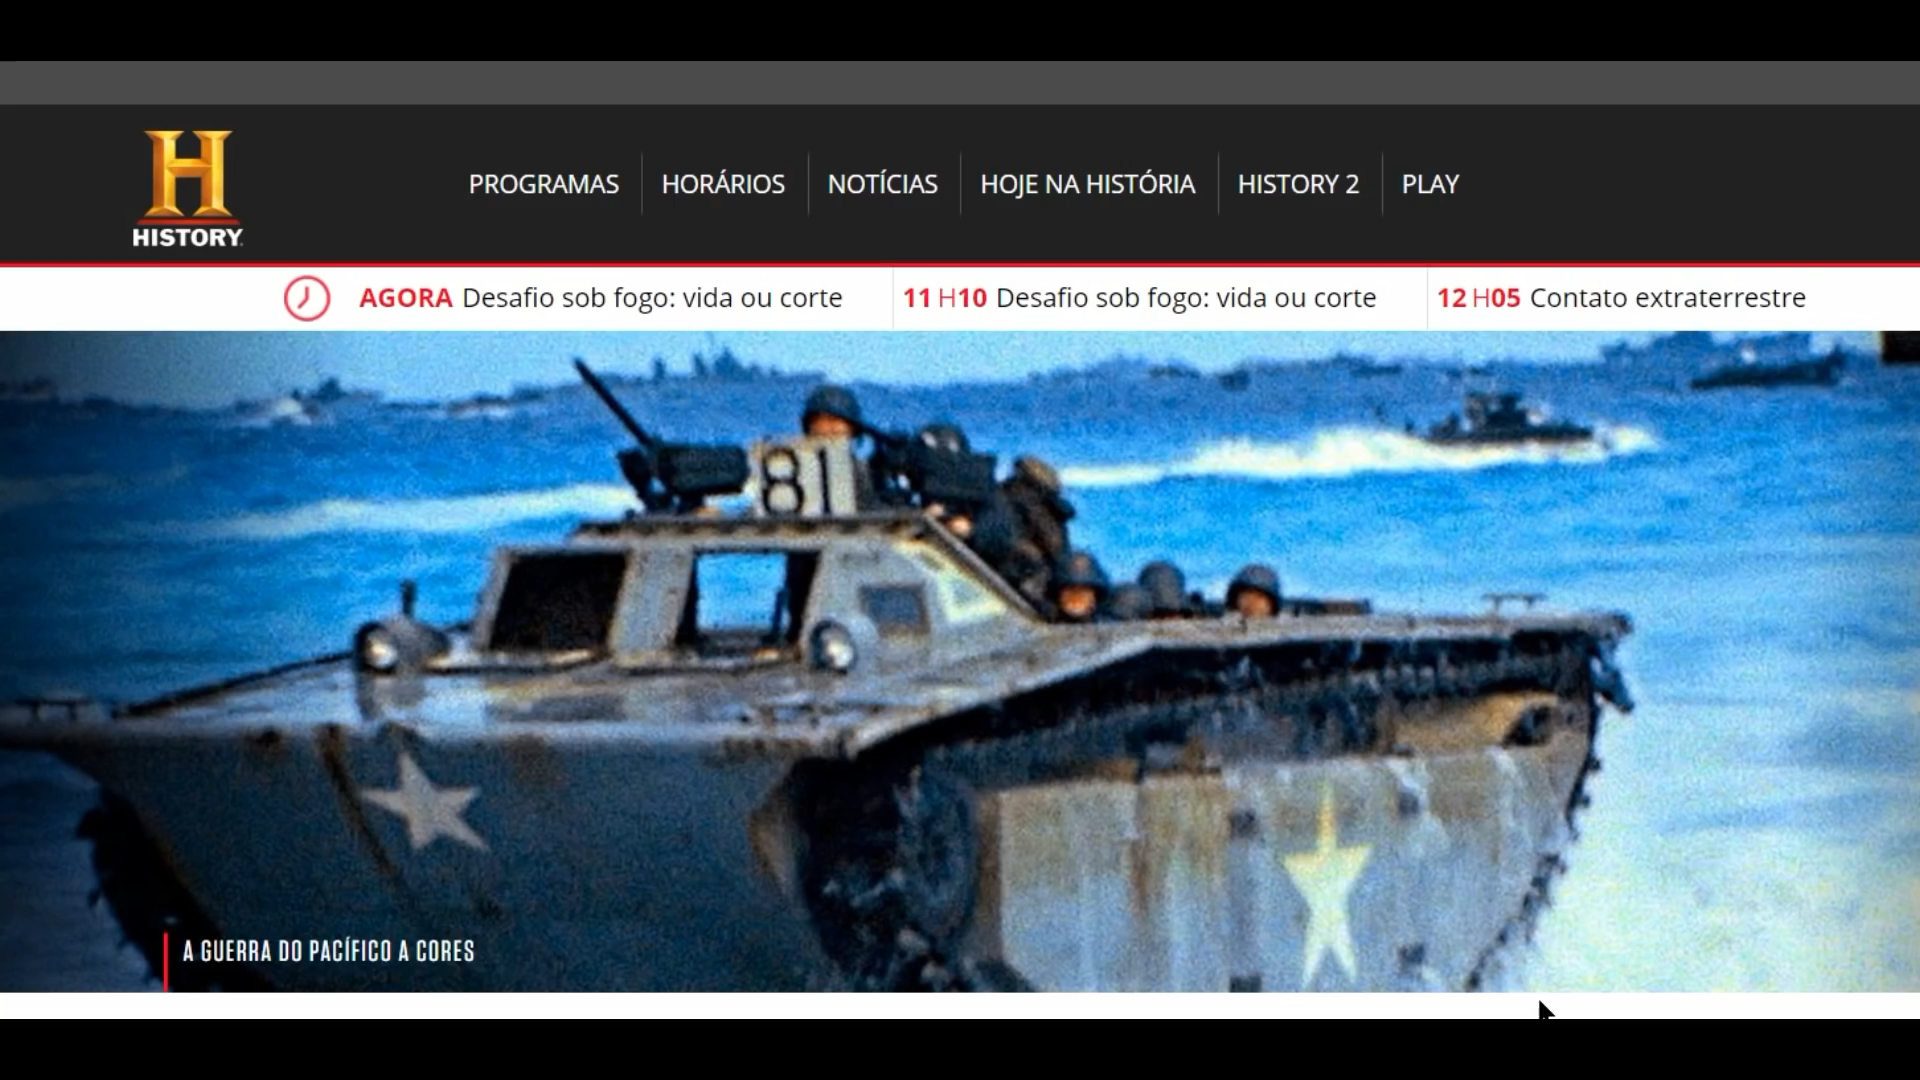 H
HISTORY
PROGRAMAS HORÁRIOS NOTÍCIAS HOJE NA HISTÓRIA HISTORY 2 PLAY
AGORA Desafio sob fogo: vida ou corte 11 H10 Desafio sob fogo: vida ou corte 12 H05 Contato extraterrestre
81
A GUERRA DO PACÍFICO A CORES